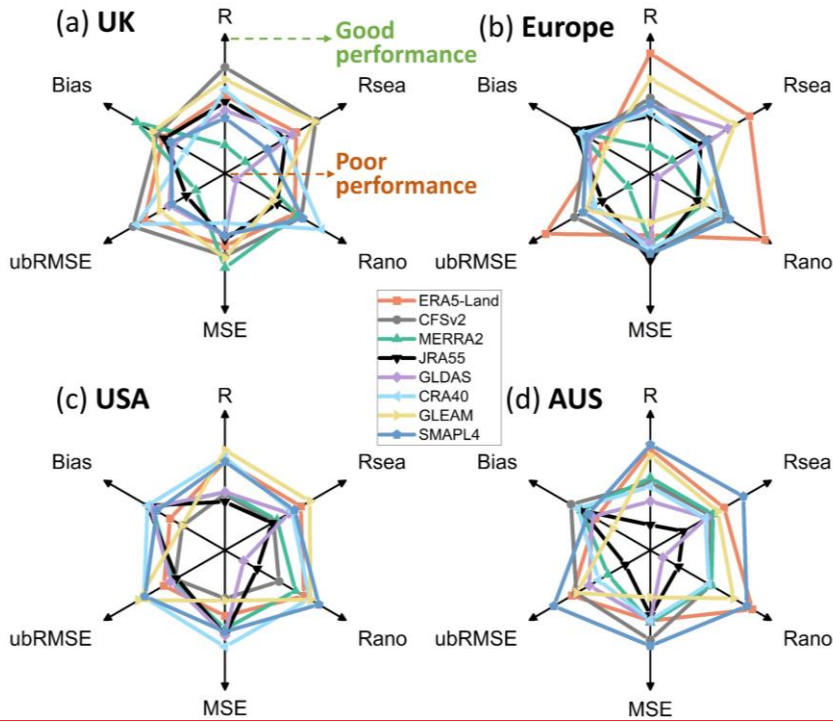 (a) UK
R
Good
performance
Rsea
Bias
Poor
performance
ubRMSE
Rano
MSE
(b) Europe
R
Rsea
Bias
ubRMSE
Rano
MSE
ERA5-Land
CFSv2
MERRA2
JRA55
GLDAS
CRA40
GLEAM
SMAPL4
(c) USA
R
Bias
Rsea
ubRMSE
Rano
MSE
(d) AUS
R
Bias
Rsea
ubRMSE
Rano
MSE